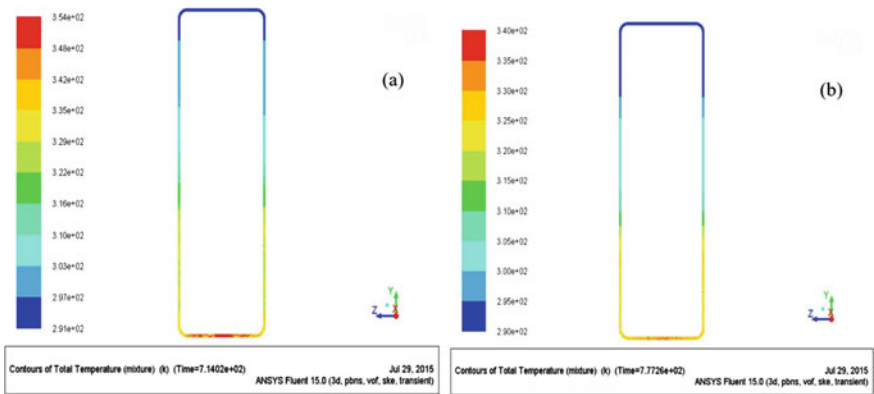 3.54e+02
3.48e+02
3.42e+02
3.35e+02
3.29e+02
3.22e+02
3.16e+02
3.10e+02
3.03e+02
2.97e+02
2.91e+02
(a)
Y
Z
X
Contours of Total Temperature (mixture) (k) (Time=7.1402e+02)
Jul 29, 2015
ANSYS Fluent 15.0 (3d, pbns, vof, ske, transient)
3.40e+02
3.35e+02
3.30e+02
3.25e+02
3.20e+02
3.15e+02
3.10e+02
3.05e+02
3.00e+02
2.95e+02
2.90e+02
(b)
Y
Z
X
Contours of Total Temperature (mixture) (k) (Time=7.7726e+02)
Jul 29, 2015
ANSYS Fluent 15.0 (3d, pbns, vof, ske, transient)